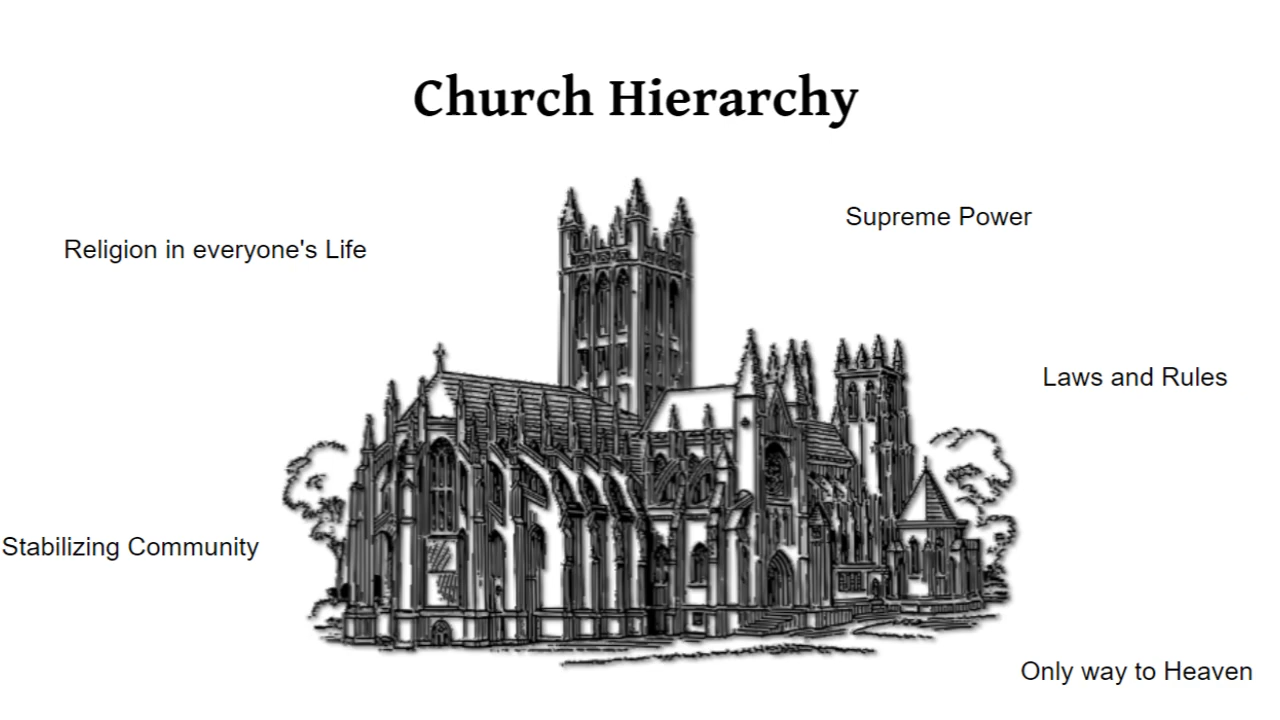 Church Hierarchy
Supreme Power
Religion in everyone's Life
Laws and Rules
Stabilizing Community
Only way to Heaven